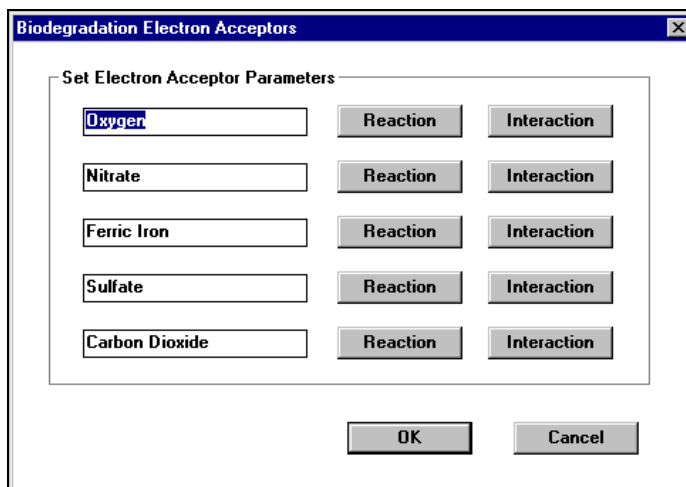 Biodegradation Electron Acceptors
Set Electron Acceptor Parameters
Oxygen Reaction Interaction
Nitrate Reaction Interaction
Ferric Iron Reaction Interaction
Sulfate Reaction Interaction
Carbon Dioxide Reaction Interaction
OK Cancel